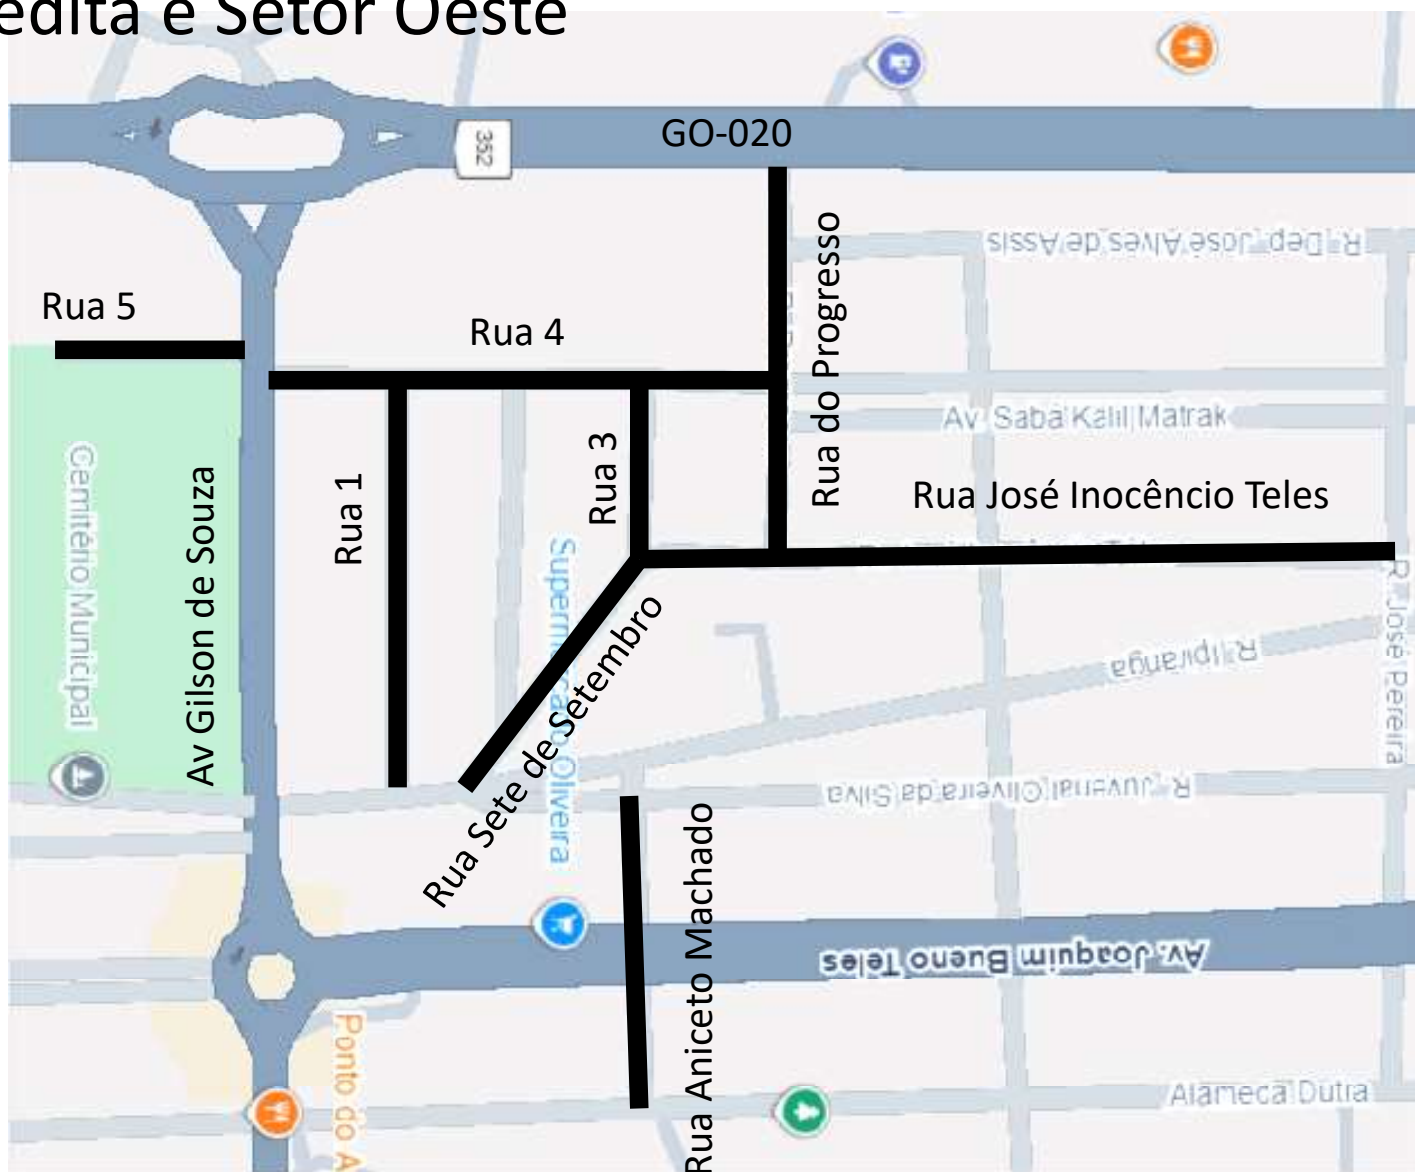 edita e Setor Oeste
GO-020
352
R. Dep. José Alves de Assis
Rua do Progresso
Rua 5
Rua 4
Av. Sabá Kalil Matrak
Rua 3
Rua 1
Av Gilson de Souza
Cemitério Municipal
Rua José Inocêncio Teles
R. José Pereira
R. Ipiranga
Rua Sete de Setembro
Supermercado Oliveira
R. Juvenal Oliveira da Silva
Rua Aniceto Machado
Av. Joaquim Bueno Teles
Ponto do A
Alameda Dutra